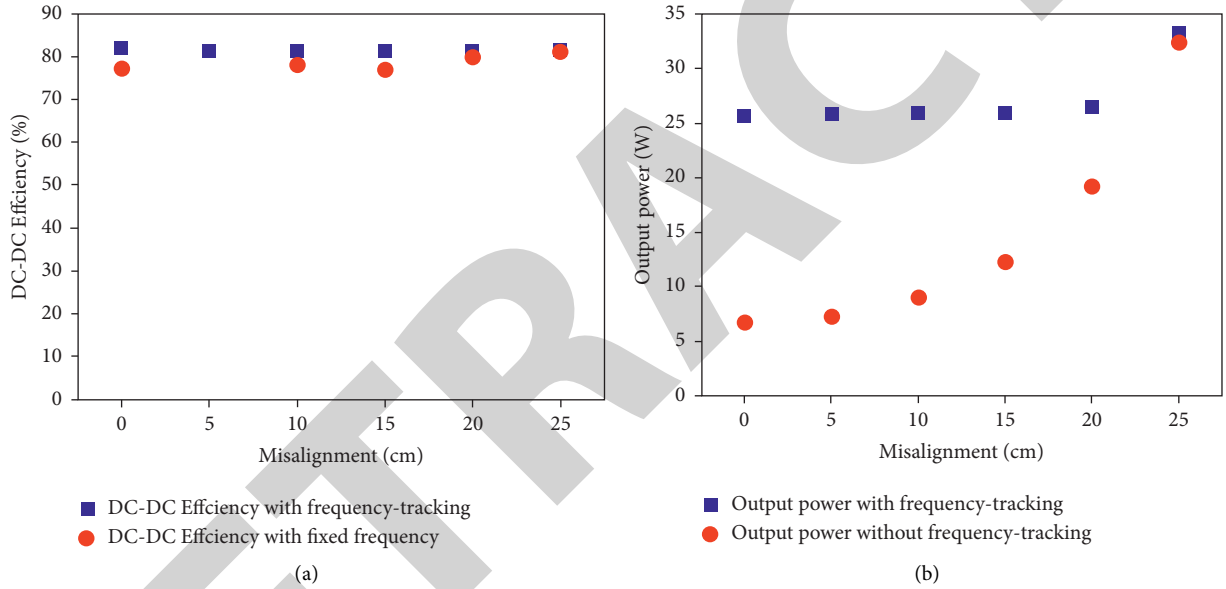 90
80
70
60
80
50
40
30
80
20
10
0
DC-DC Effciency (%)
0 5 10 15 20 25
Misalignment (cm)
DC-DC Effciency with frequency-tracking
DC-DC Effciency with fixed frequency
(a)
35
30
25
20
15
10
5
0
Output power (W)
0 5 10 15 20 25
Misalignment (cm)
Output power with frequency-tracking
Output power without frequency-tracking
(b)